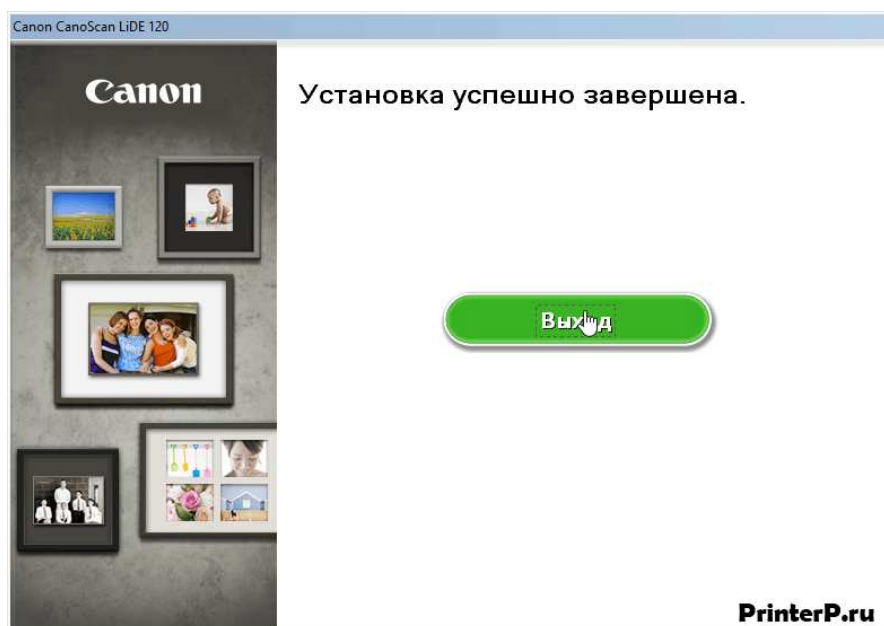 Canon CanoScan LiDE 120
Canon
Установка успешно завершена.
Выход
PrinterP.ru